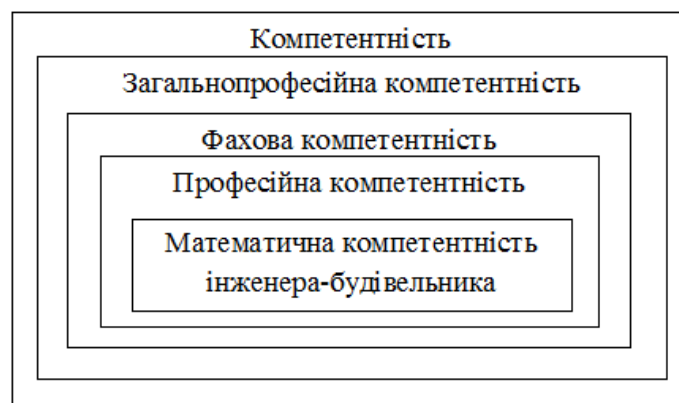 Компетентність
Загальнопрофесійна компетентність
Фахова компетентність
Професійна компетентність
Математична компетентність
інженера-будівельника